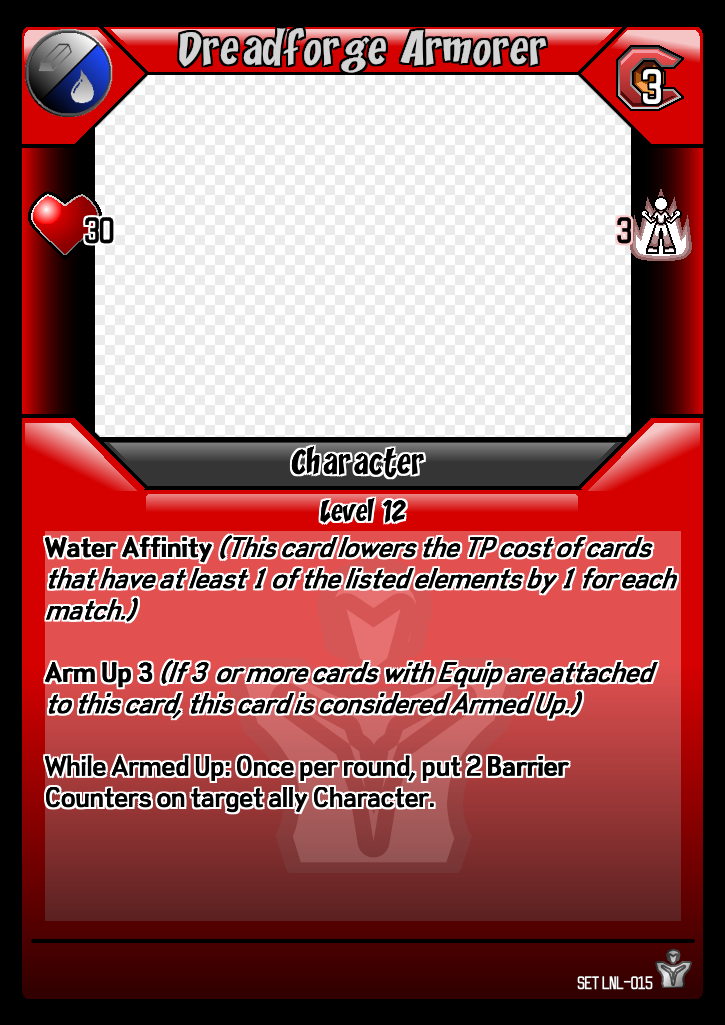 Dreadforge Armorer
3
30
3
Character
Level 12
Water Affinity (This card lowers the TP cost of cards
that have at least 1 of the listed elements by 1 for each
match.)
Arm Up 3 (If 3 or more cards with Equip are attached
to this card, this card is considered Armed Up.)
While Armed Up: Once per round, put 2 Barrier
Counters on target ally Character.
SET LNL-015